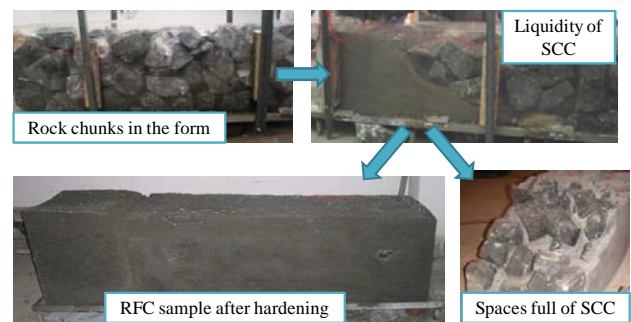 Liquidity of
SCC
Rock chunks in the form
RFC sample after hardening
Spaces full of SCC